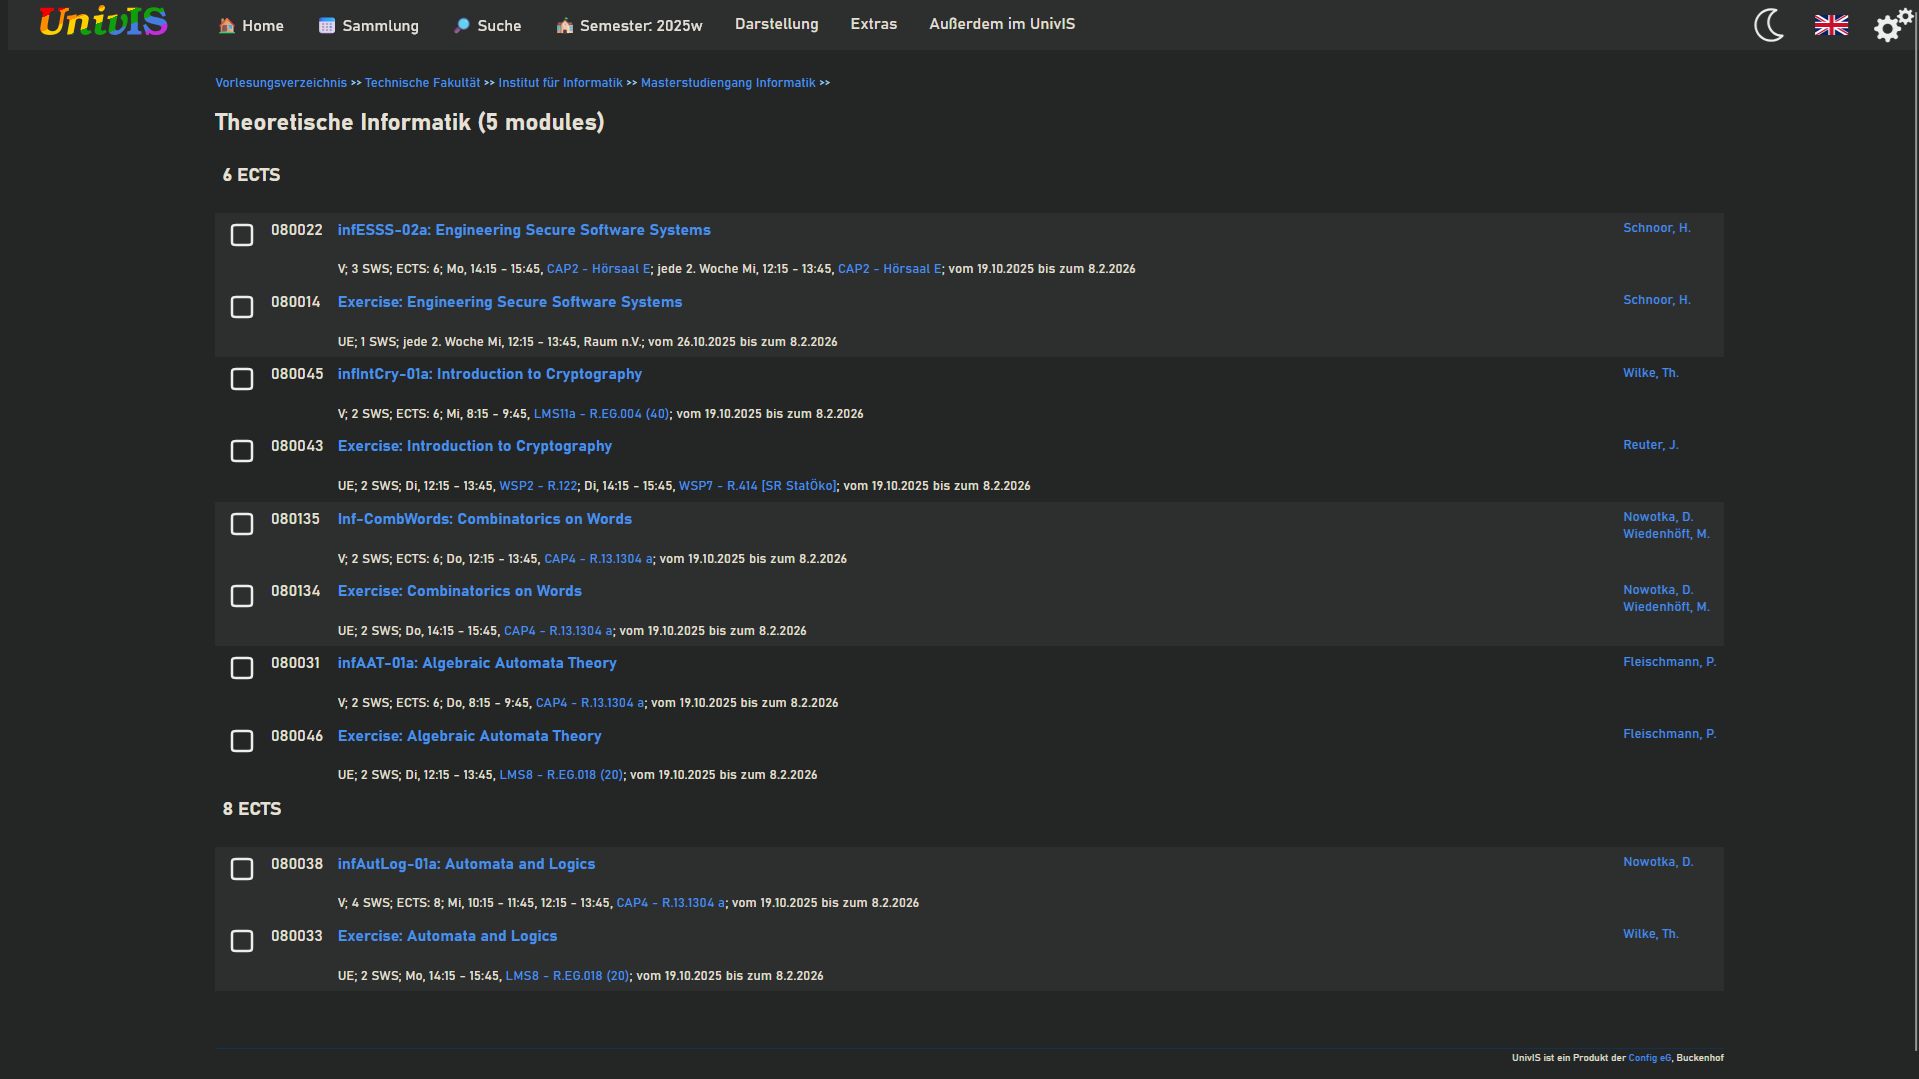 UnivIS
Home
Sammlung
Suche
Semester: 2025w
Darstellung
Extras
Außerdem im UnivIS
Vorlesungsverzeichnis >> Technische Fakultät >> Institut für Informatik >> Masterstudiengang Informatik >>
Theoretische Informatik (5 modules)
6 ECTS
080022 infESSS-02a: Engineering Secure Software Systems Schnoor, H.
V; 3 SWS; ECTS: 6; Mo, 14:15 - 15:45, CAP2 - Hörsaal E; jede 2. Woche Mi, 12:15 - 13:45, CAP2 - Hörsaal E; vom 19.10.2025 bis zum 8.2.2026
080014 Exercise: Engineering Secure Software Systems Schnoor, H.
UE; 1 SWS; jede 2. Woche Mi, 12:15 - 13:45, Raum n.V.; vom 26.10.2025 bis zum 8.2.2026
080045 infIntCry-01a: Introduction to Cryptography Wilke, Th.
V; 2 SWS; ECTS: 6; Mi, 8:15 - 9:45, LMS11a - R.EG.004 (40); vom 19.10.2025 bis zum 8.2.2026
080043 Exercise: Introduction to Cryptography Reuter, J.
UE; 2 SWS; Di, 12:15 - 13:45, WSP2 - R.122; Di, 14:15 - 15:45, WSP7 - R.414 [SR StatÖko]; vom 19.10.2025 bis zum 8.2.2026
080135 Inf-CombWords: Combinatorics on Words Nowotka, D.
Wiedenhöft, M.
V; 2 SWS; ECTS: 6; Do, 12:15 - 13:45, CAP4 - R.13.1304 a; vom 19.10.2025 bis zum 8.2.2026
080134 Exercise: Combinatorics on Words Nowotka, D.
Wiedenhöft, M.
UE; 2 SWS; Do, 14:15 - 15:45, CAP4 - R.13.1304 a; vom 19.10.2025 bis zum 8.2.2026
080031 infAAT-01a: Algebraic Automata Theory Fleischmann, P.
V; 2 SWS; ECTS: 6; Do, 8:15 - 9:45, CAP4 - R.13.1304 a; vom 19.10.2025 bis zum 8.2.2026
080046 Exercise: Algebraic Automata Theory Fleischmann, P.
UE; 2 SWS; Di, 12:15 - 13:45, LMS8 - R.EG.018 (20); vom 19.10.2025 bis zum 8.2.2026
8 ECTS
080038 infAutLog-01a: Automata and Logics Nowotka, D.
V; 4 SWS; ECTS: 8; Mi, 10:15 - 11:45, 12:15 - 13:45, CAP4 - R.13.1304 a; vom 19.10.2025 bis zum 8.2.2026
080033 Exercise: Automata and Logics Wilke, Th.
UE; 2 SWS; Mo, 14:15 - 15:45, LMS8 - R.EG.018 (20); vom 19.10.2025 bis zum 8.2.2026
UnivIS ist ein Produkt der Config eG, Buckenhof